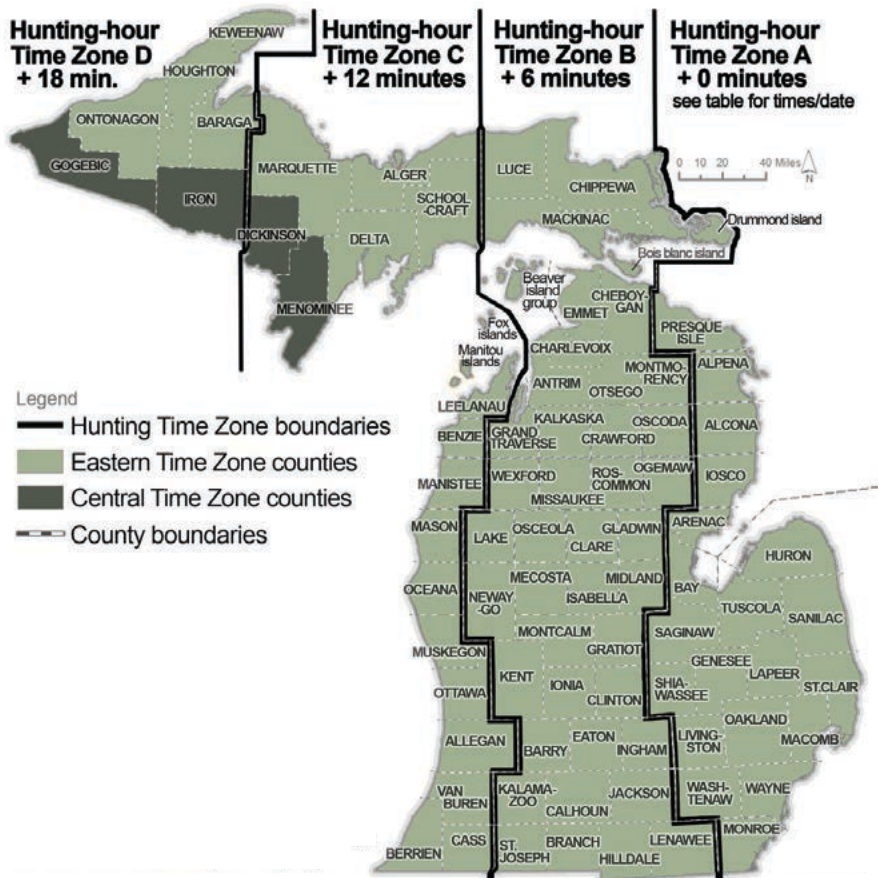 Hunting-hour
Time Zone D
+ 18 min.
Hunting-hour
Time Zone C
+ 12 minutes
Hunting-hour
Time Zone B
+ 6 minutes
Hunting-hour
Time Zone A
+ 0 minutes
see table for times/date
0 20 40 Miles
N
KEWEENAW
HOUGHTON
ONTONAGON
BARAGA
GOGEBIC
IRON
MARQUETTE
ALGER
SCHOOL
-CRAFT
LUCE
CHIPPEWA
MACKINAC
DICKINSON
DELTA
MENOMINEE
Drummond island
Bois blanc island
Beaver
island
group
Fox
islands
Manitou
islands
Legend
Hunting Time Zone boundaries
Eastern Time Zone counties
Central Time Zone counties
County boundaries
CHEBOY-
GAN
EMMET
PRESQUE
ISLE
CHARLEVOIX
MONTMO-
RENCY
ALPENA
ANTRIM
OTSEGO
LEELANAU
BENZIE
GRAND
TRAVERSE
KALKASKA
CRAWFORD
OSCODA
ALCONA
MANISTEE
WEXFORD
MISSAUKEE
ROS-
COMMON
OGEMAW
IOSCO
MASON
LAKE
OSCEOLA
CLARE
GLADWIN
ARENAC
HURON
OCEANA
NEWAY
-GO
MECOSTA
ISABELLA
MIDLAND
BAY
TUSCOLA
SANILAC
MONTCALM
GRATIOT
SAGINAW
MUSKEGON
GENESEE
LAPEER
ST.CLAIR
OTTAWA
KENT
IONIA
CLINTON
SHIA-
WASSEE
OAKLAND
MACOMB
ALLEGAN
BARRY
EATON
INGHAM
LIVING-
STON
VAN
BUREN
KALAMA-
ZOO
CALHOUN
JACKSON
WASH-
TENAW
WAYNE
BERRIEN
CASS
ST.
JOSEPH
BRANCH
HILLDALE
LENAWEE
MONROE